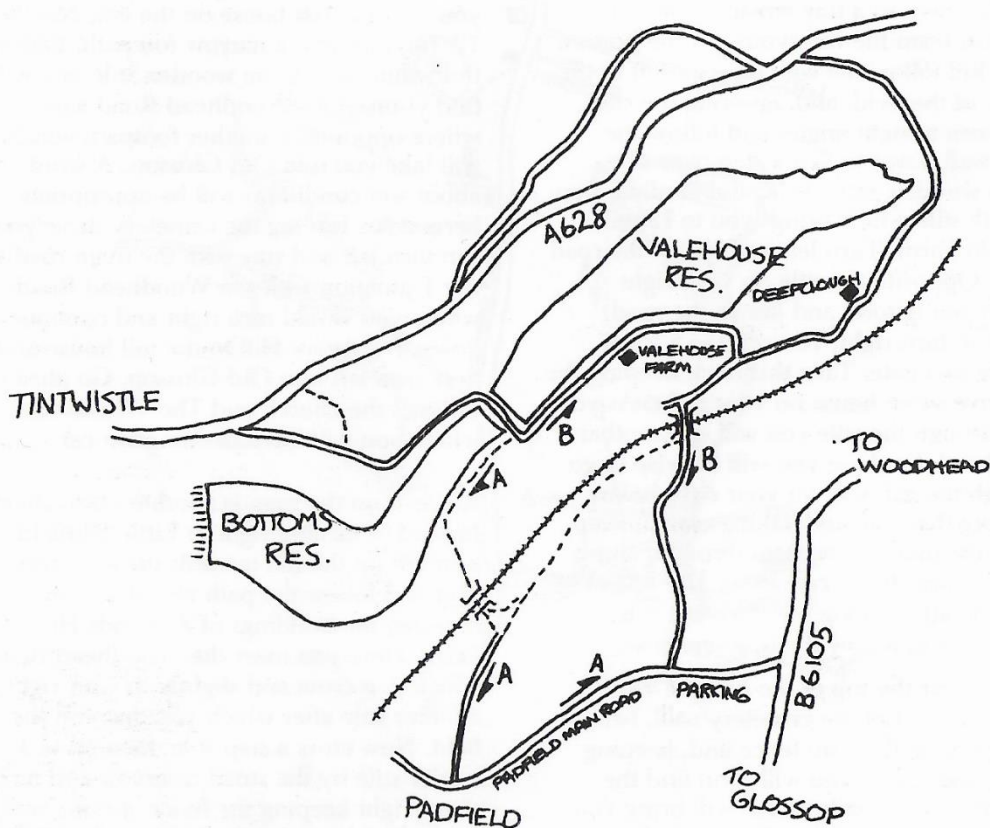 A628
VALEHOUSE
RES.
DEEPCLOUGH
VALEHOUSE
FARM
TINTWISTLE
B
A
B
TO
WOODHEAD
BOTTOMS
RES.
A
A
B6105
PARKING
PADFIELD MAIN ROAD
PADFIELD
TO
GLOSSOP